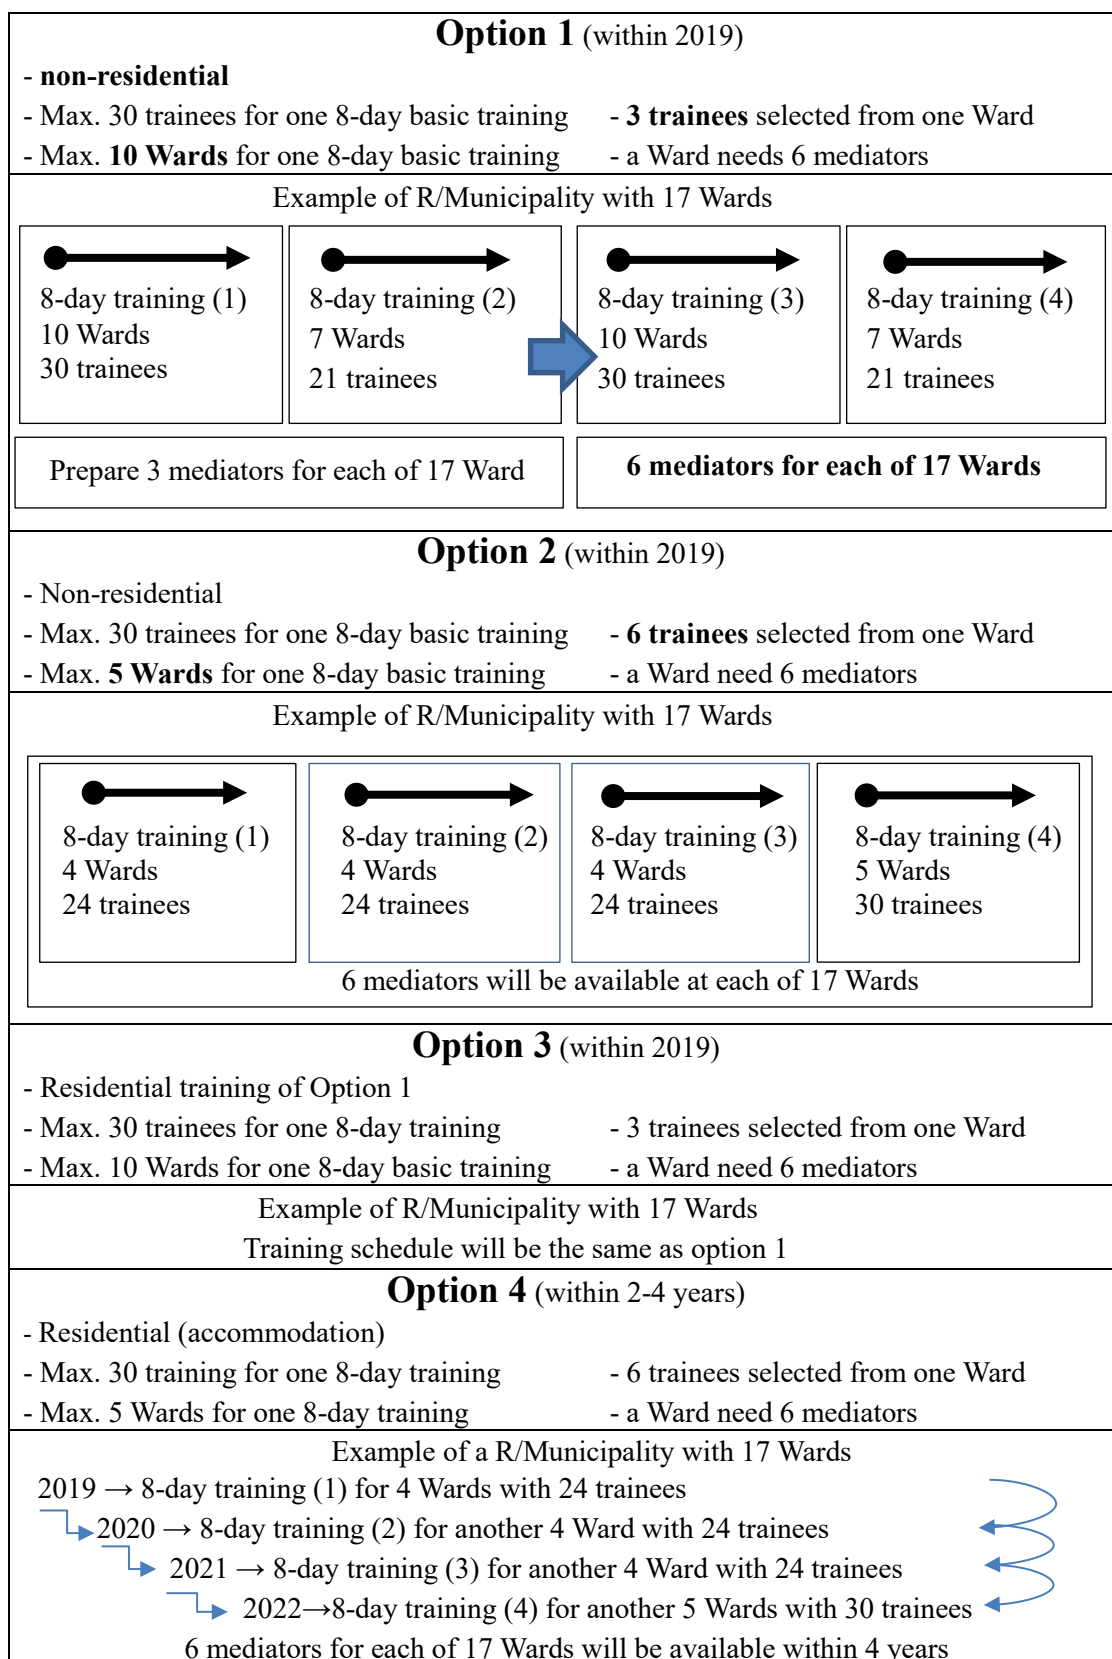 Option 1 (within 2019)
- non-residential
- Max. 30 trainees for one 8-day basic training - 3 trainees selected from one Ward
- Max. 10 Wards for one 8-day basic training - a Ward needs 6 mediators
Example of R/Municipality with 17 Wards
8-day training (1)
10 Wards
30 trainees
8-day training (2)
7 Wards
21 trainees
8-day training (3)
10 Wards
30 trainees
8-day training (4)
7 Wards
21 trainees
Prepare 3 mediators for each of 17 Ward
6 mediators for each of 17 Wards
Option 2 (within 2019)
- Non-residential
- Max. 30 trainees for one 8-day basic training - 6 trainees selected from one Ward
- Max. 5 Wards for one 8-day basic training - a Ward need 6 mediators
Example of R/Municipality with 17 Wards
8-day training (1)
4 Wards
24 trainees
8-day training (2)
4 Wards
24 trainees
8-day training (3)
4 Wards
24 trainees
8-day training (4)
5 Wards
30 trainees
6 mediators will be available at each of 17 Wards
Option 3 (within 2019)
- Residential training of Option 1
- Max. 30 trainees for one 8-day training - 3 trainees selected from one Ward
- Max. 10 Wards for one 8-day basic training - a Ward need 6 mediators
Example of R/Municipality with 17 Wards
Training schedule will be the same as option 1
Option 4 (within 2-4 years)
- Residential (accommodation)
- Max. 30 training for one 8-day training - 6 trainees selected from one Ward
- Max. 5 Wards for one 8-day training - a Ward need 6 mediators
Example of a R/Municipality with 17 Wards
2019 → 8-day training (1) for 4 Wards with 24 trainees
2020 → 8-day training (2) for another 4 Ward with 24 trainees
2021 → 8-day training (3) for another 4 Ward with 24 trainees
2022→8-day training (4) for another 5 Wards with 30 trainees
6 mediators for each of 17 Wards will be available within 4 years